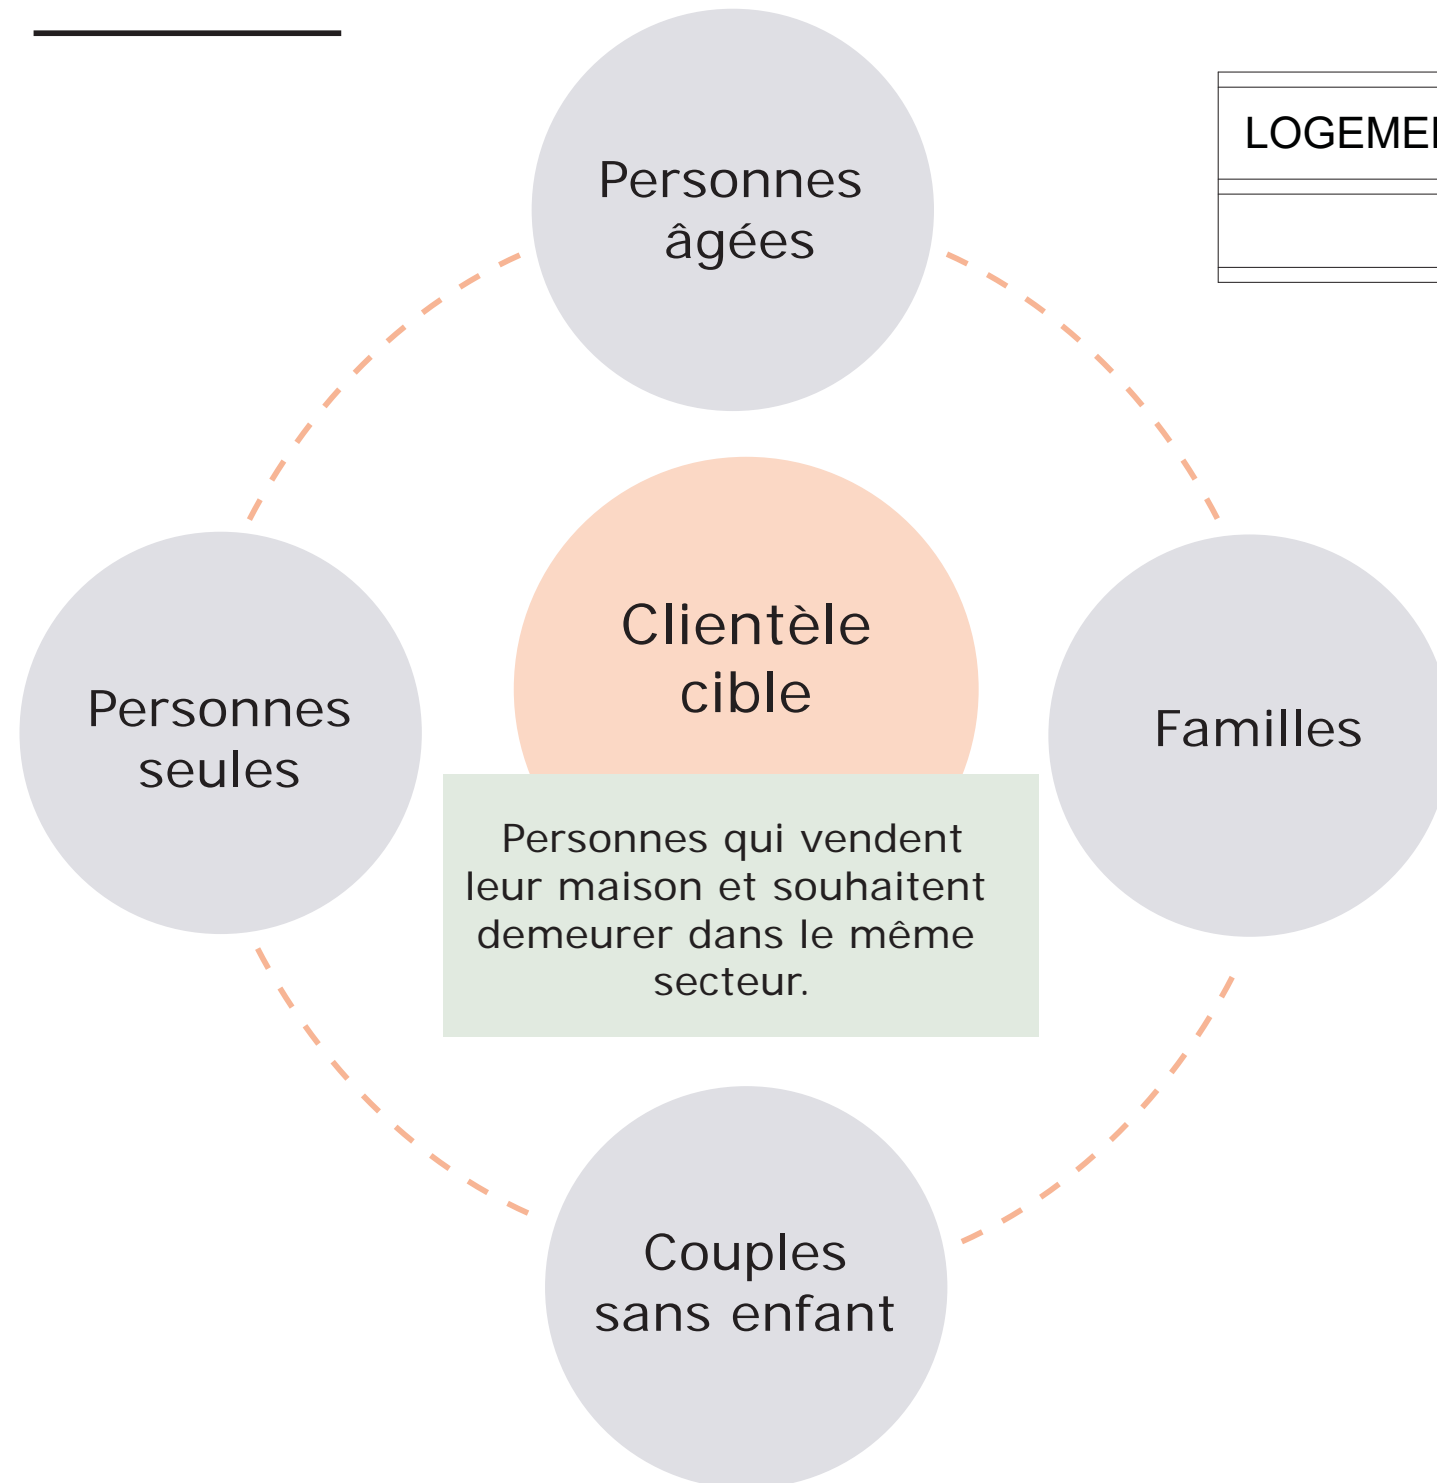 Personnes
âgées
Clientèle
cible
Personnes
seules
Familles
Personnes qui vendent
leur maison et souhaitent
demeurer dans le même
secteur.
Couples
sans enfant